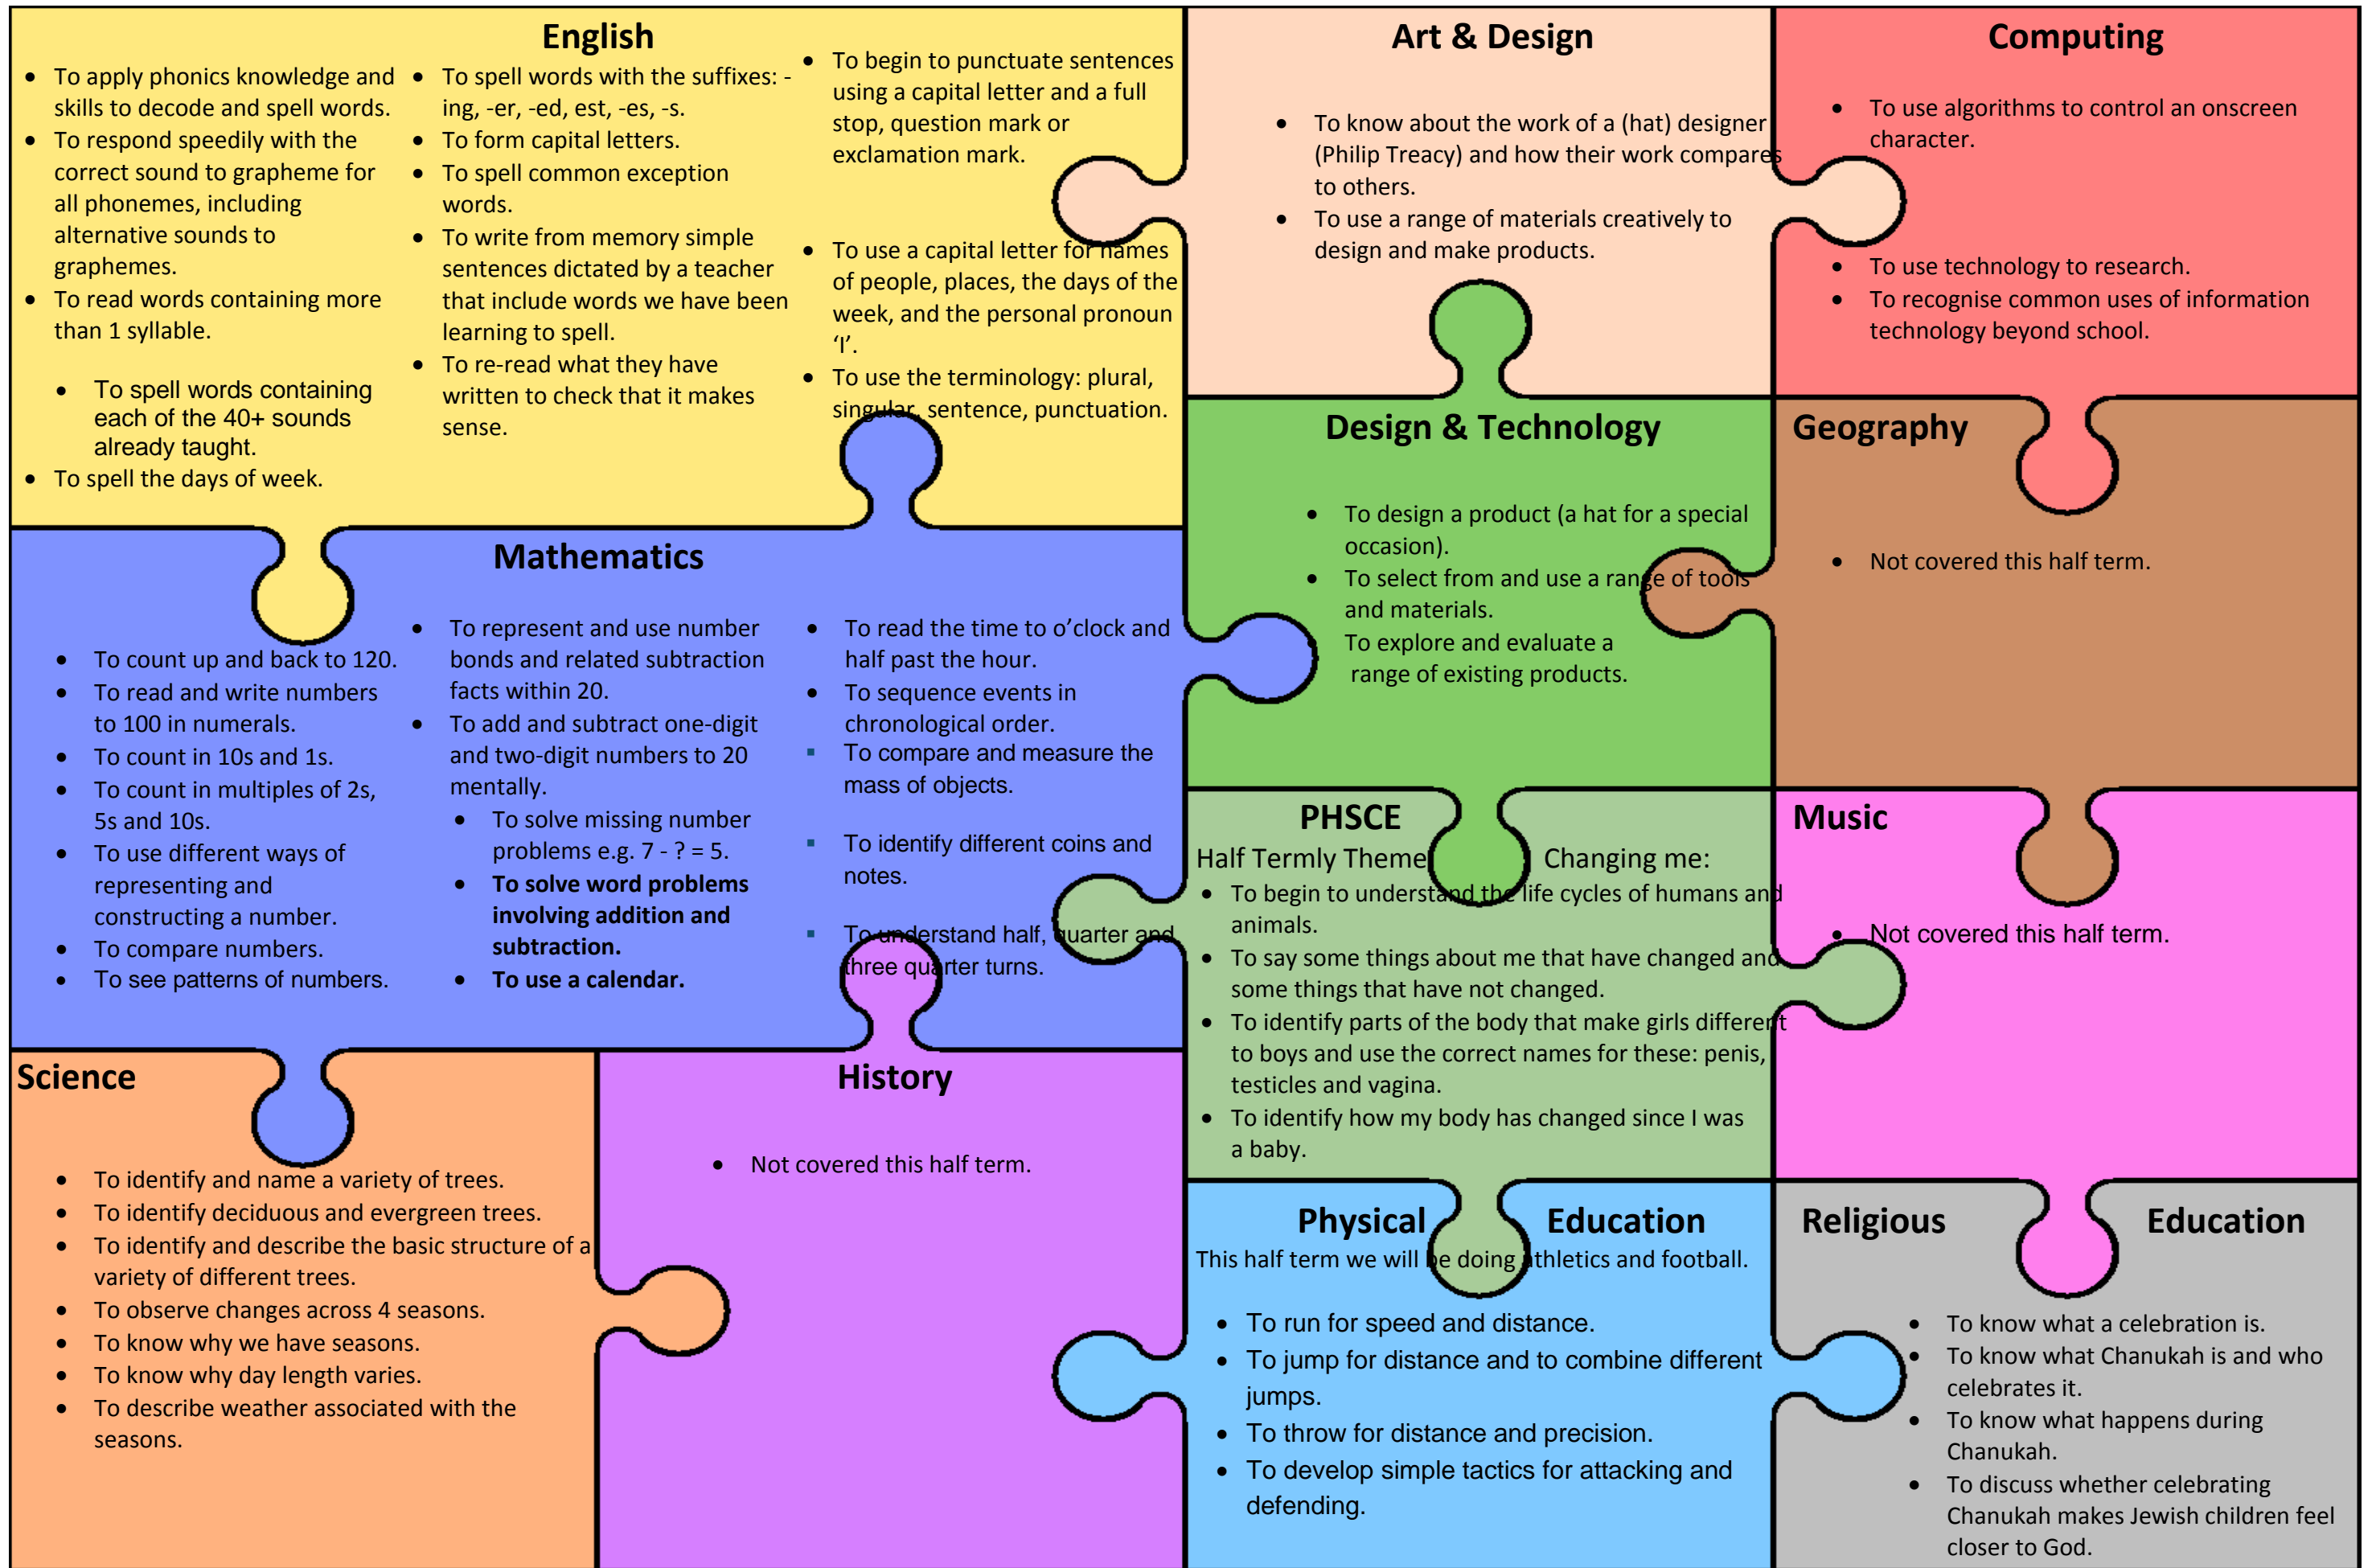 English
• To apply phonics knowledge and
skills to decode and spell words.
• To respond speedily with the
correct sound to grapheme for
all phonemes, including
alternative sounds to
graphemes.
• To read words containing more
than 1 syllable.
• To spell words containing
each of the 40+ sounds
already taught.
• To spell the days of week.
• To spell words with the suffixes: -
ing, -er, -ed, est, -es, -s.
• To form capital letters.
• To spell common exception
words.
• To write from memory simple
sentences dictated by a teacher
that include words we have been
learning to spell.
• To re-read what they have
written to check that it makes
sense.
• To begin to punctuate sentences
using a capital letter and a full
stop, question mark or
exclamation mark.
• To use a capital letter for names
of people, places, the days of the
week, and the personal pronoun
‘I’.
• To use the terminology: plural,
singular, sentence, punctuation.
Art & Design
• To know about the work of a (hat) designer
(Philip Treacy) and how their work compares
to others.
• To use a range of materials creatively to
design and make products.
Computing
• To use algorithms to control an onscreen
character.
• To use technology to research.
• To recognise common uses of information
technology beyond school.
Design & Technology
• To design a product (a hat for a special
occasion).
• To select from and use a range of tools
and materials.
To explore and evaluate a
range of existing products.
Geography
• Not covered this half term.
Mathematics
• To count up and back to 120.
• To read and write numbers
to 100 in numerals.
• To count in 10s and 1s.
• To count in multiples of 2s,
5s and 10s.
• To use different ways of
representing and
constructing a number.
• To compare numbers.
• To see patterns of numbers.
• To represent and use number
bonds and related subtraction
facts within 20.
• To add and subtract one-digit
and two-digit numbers to 20
mentally.
• To solve missing number
problems e.g. 7 - ? = 5.
• To solve word problems
involving addition and
subtraction.
• To use a calendar.
• To read the time to o’clock and
half past the hour.
• To sequence events in
chronological order.
▪ To compare and measure the
mass of objects.
▪ To identify different coins and
notes.
▪ To understand half, quarter and
three quarter turns.
PHSCE
Half Termly Theme Changing me:
• To begin to understand the life cycles of humans and
animals.
• To say some things about me that have changed and
some things that have not changed.
• To identify parts of the body that make girls different
to boys and use the correct names for these: penis,
testicles and vagina.
• To identify how my body has changed since I was
a baby.
Music
• Not covered this half term.
Science
• To identify and name a variety of trees.
• To identify deciduous and evergreen trees.
• To identify and describe the basic structure of a
variety of different trees.
• To observe changes across 4 seasons.
• To know why we have seasons.
• To know why day length varies.
• To describe weather associated with the
seasons.
History
• Not covered this half term.
Physical Education
This half term we will be doing athletics and football.
• To run for speed and distance.
• To jump for distance and to combine different
jumps.
• To throw for distance and precision.
• To develop simple tactics for attacking and
defending.
Religious Education
• To know what a celebration is.
• To know what Chanukah is and who
celebrates it.
• To know what happens during
Chanukah.
• To discuss whether celebrating
Chanukah makes Jewish children feel
closer to God.